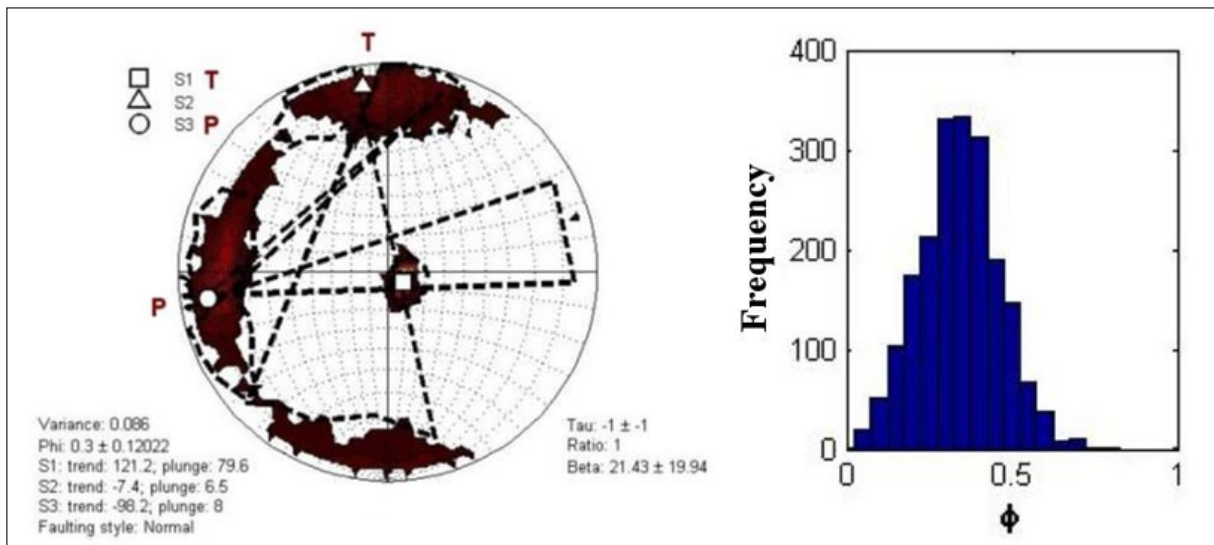 T
S1 T
S2
S3 P
P
Variance: 0.086
Phi: 0.3 ± 0.12022
S1: trend: 121.2; plunge: 79.6
S2: trend: -7.4; plunge: 6.5
S3: trend: -98.2; plunge: 8
Faulting style: Normal
Tau: -1 ± -1
Ratio: 1
Beta: 21.43 ± 19.94
Frequency
400
300
200
100
0
0 0.5 1
ϕ